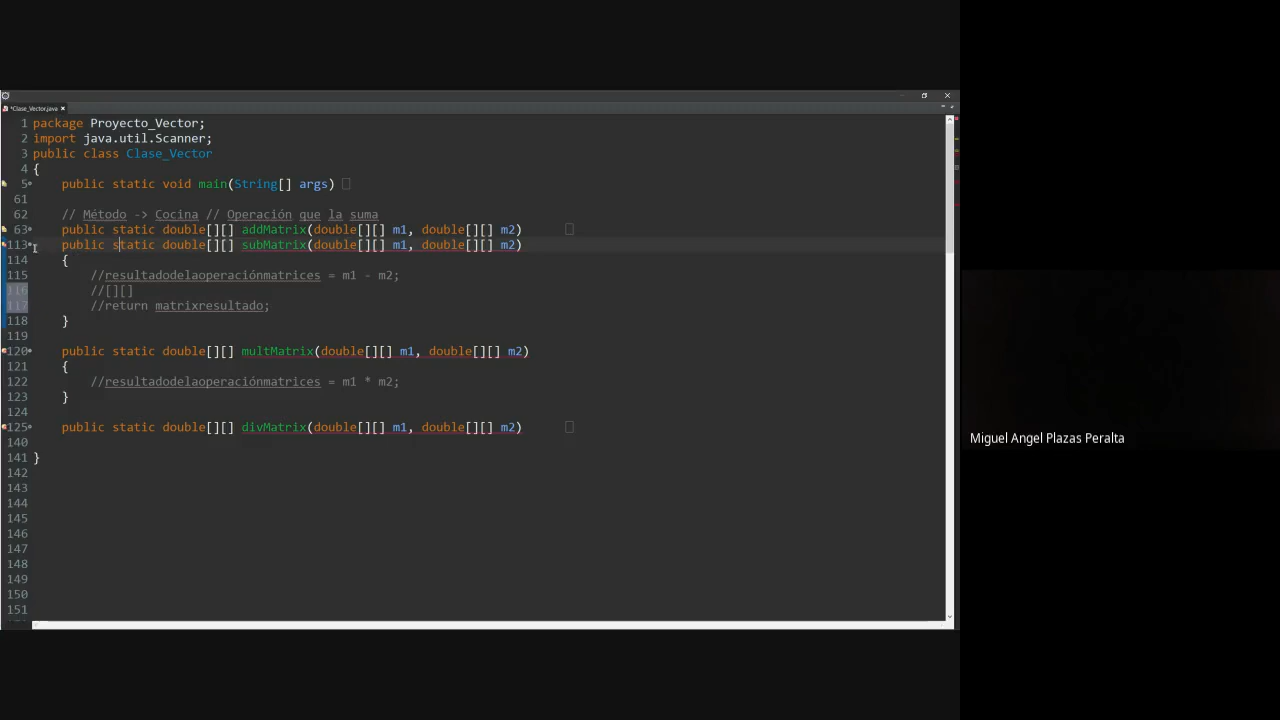 *Clase_Vector.java
1 package Proyecto_Vector;
2 import java.util.Scanner;
3 public class Clase_Vector
4 {
5 public static void main(String[] args)
61
62 // Método -> Cocina // Operación que la suma
63 public static double[][] addMatrix(double[][] m1, double[][] m2)
113 public static double[][] subMatrix(double[][] m1, double[][] m2)
114 {
115 //resultadodelaoperaciónmatrices = m1 - m2;
116 //[][]
117 //return matrixresultado;
118 }
119
120 public static double[][] multMatrix(double[][] m1, double[][] m2)
121 {
122 //resultadodelaoperaciónmatrices = m1 * m2;
123 }
124
125 public static double[][] divMatrix(double[][] m1, double[][] m2)
140
141 }
142
143
144
145
146
147
148
149
150
151
Miguel Angel Plazas Peralta